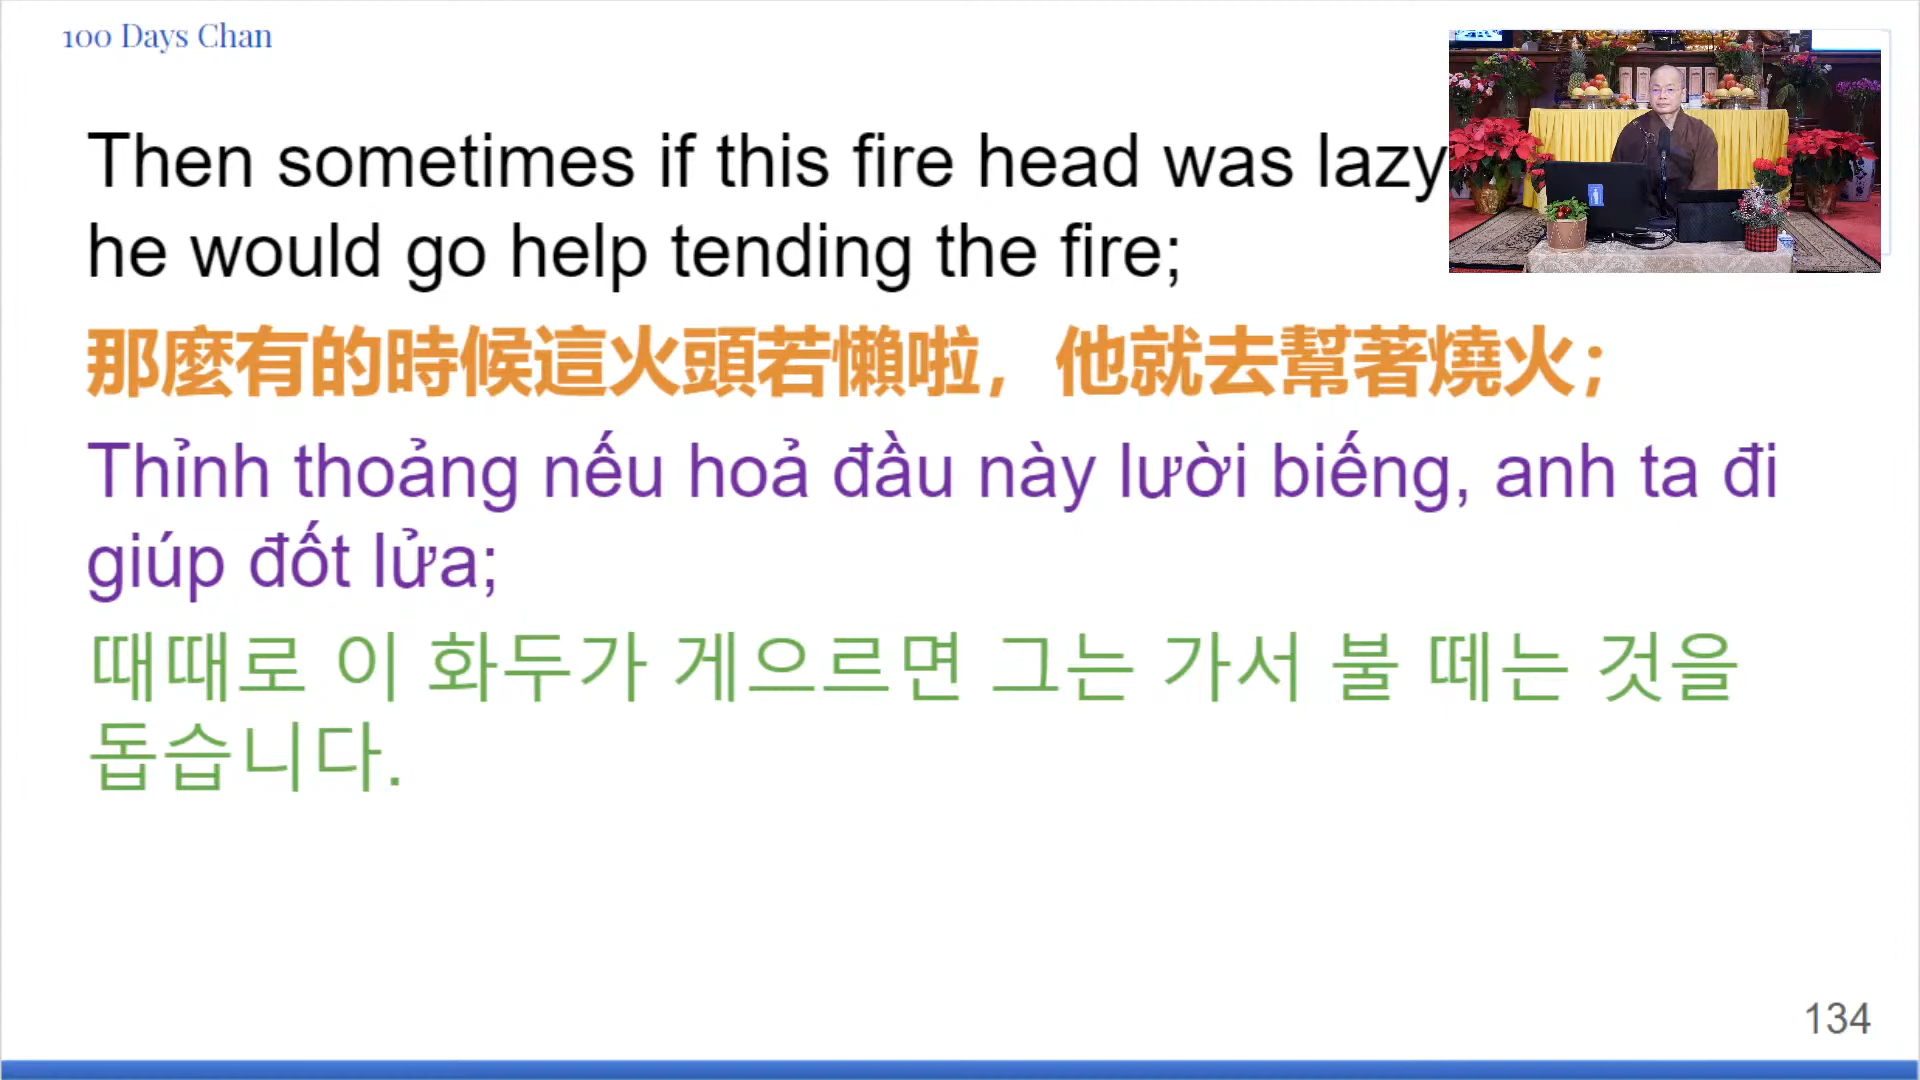 100 Days Chan
Then sometimes if this fire head was lazy
he would go help tending the fire;
那麼有的時候這火頭若懶啦，他就去幫著燒火；
Thỉnh thoảng nếu hoả đầu này lười biếng, anh ta đi
giúp đốt lửa;
때때로 이 화두가 게으르면 그는 가서 불 떼는 것을
돕습니다.
134